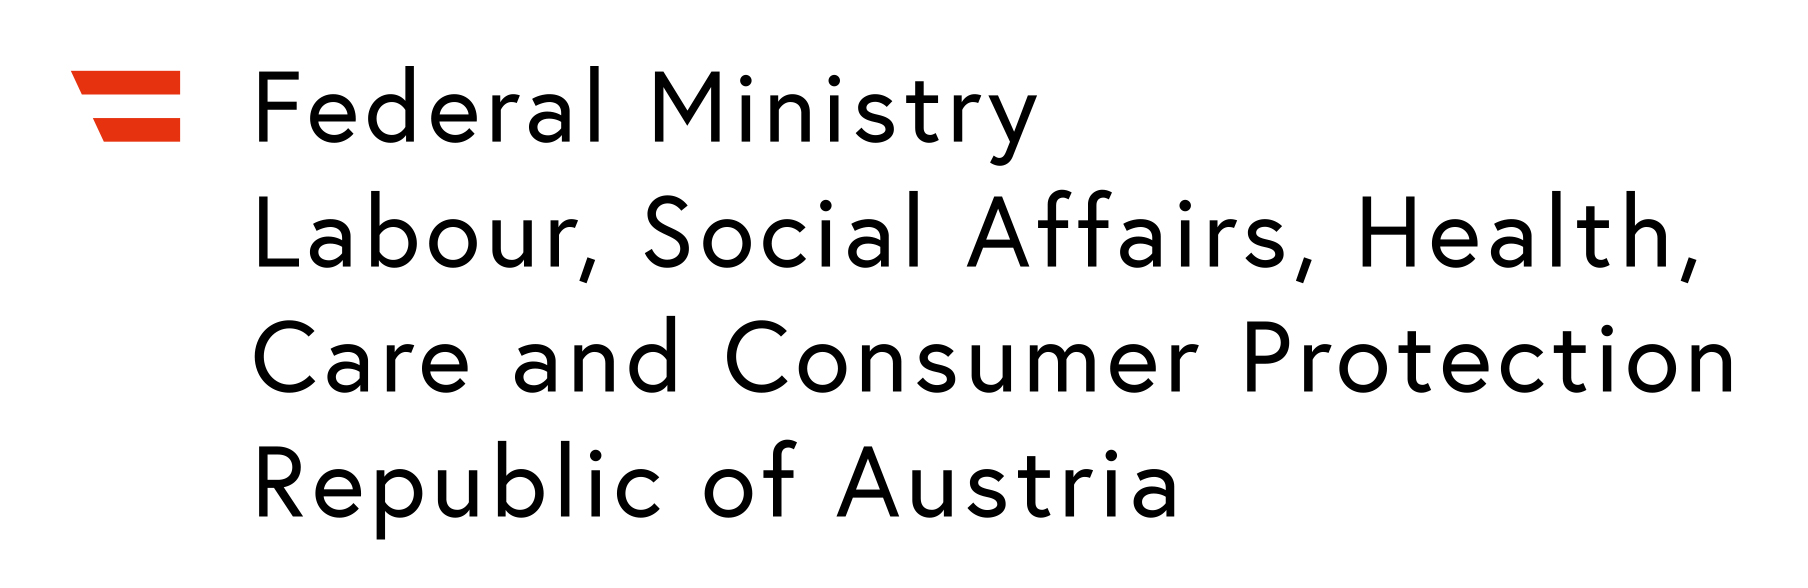 Federal Ministry
Labour, Social Affairs, Health,
Care and Consumer Protection
Republic of Austria